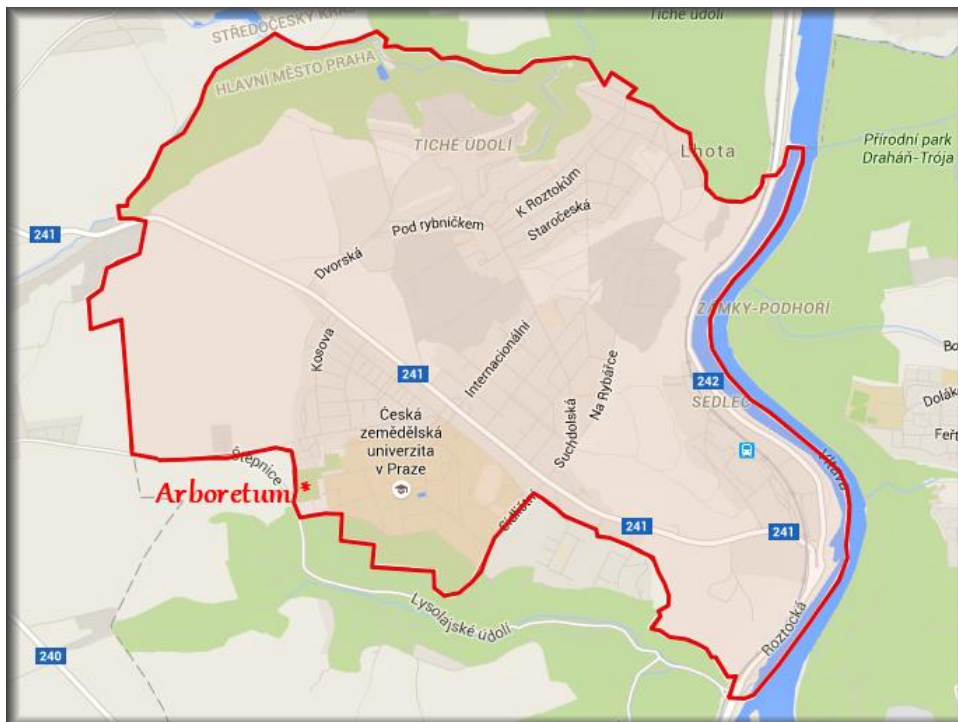 STŘEDOČESKÝ KRAJ
Tiché údolí
HLAVNÍ MĚSTO PRAHA
TICHÉ ÚDOLÍ
Lhota
Přírodní park
Draháň-Trója
K Roztokům
Staročeská
Pod rybníčkem
241
Dvorská
ZÁMKY-PODHOŘÍ
Kosova
Internacionální
Na Rybářce
241
242
SEDLEC
Suchdolská
Česká
zemědělská
univerzita
v Praze
Štěpnice
Arboretum *
Sídlištní
Vltava
241
241
Lysolajské údolí
Roztocká
240